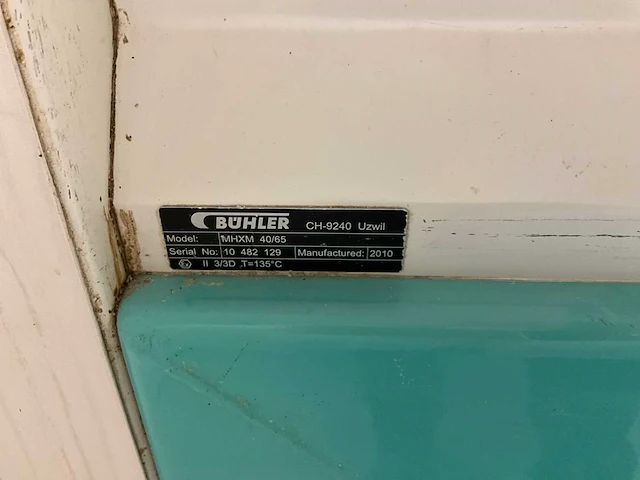 BÜHLER CH-9240 Uzwil
Model: MHXM 40/65
Serial No: 10 482 129 Manufactured: 2010
II 3/3D T=135°C